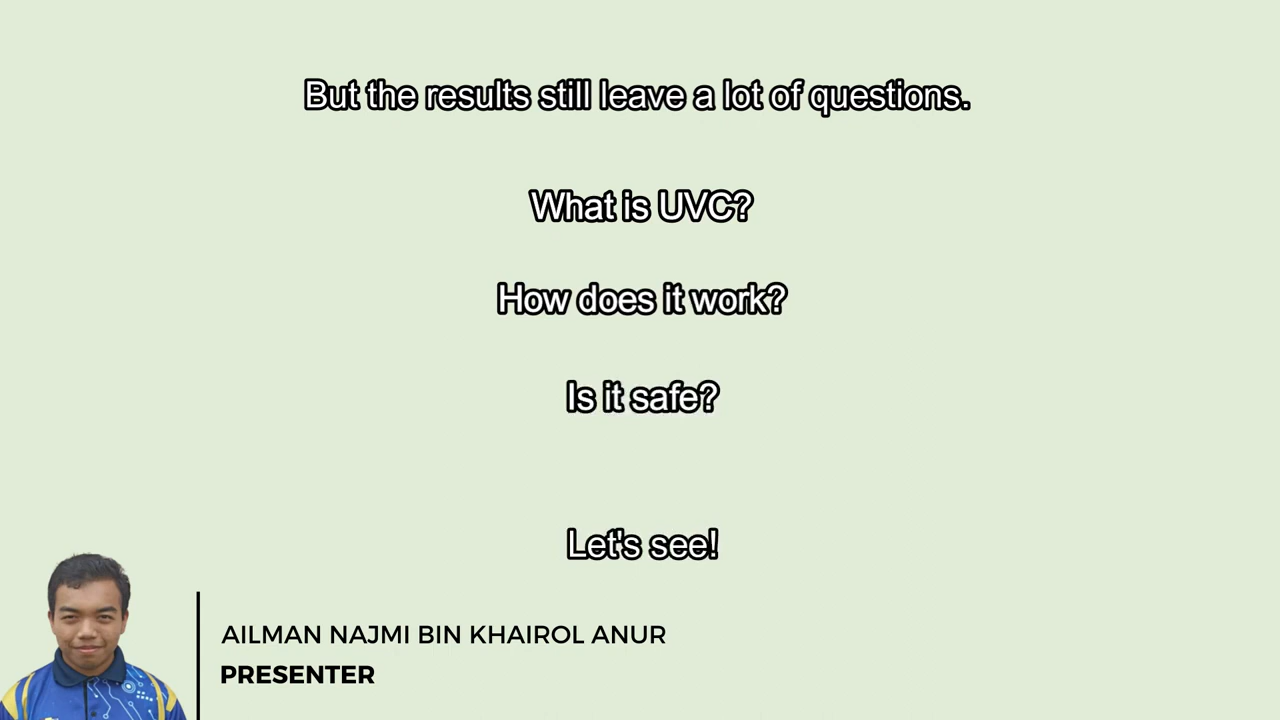 But the results still leave a lot of questions.
What is UVC?
How does it work?
Is it safe?
Let's see!
AILMAN NAJMI BIN KHAIROL ANUR
PRESENTER